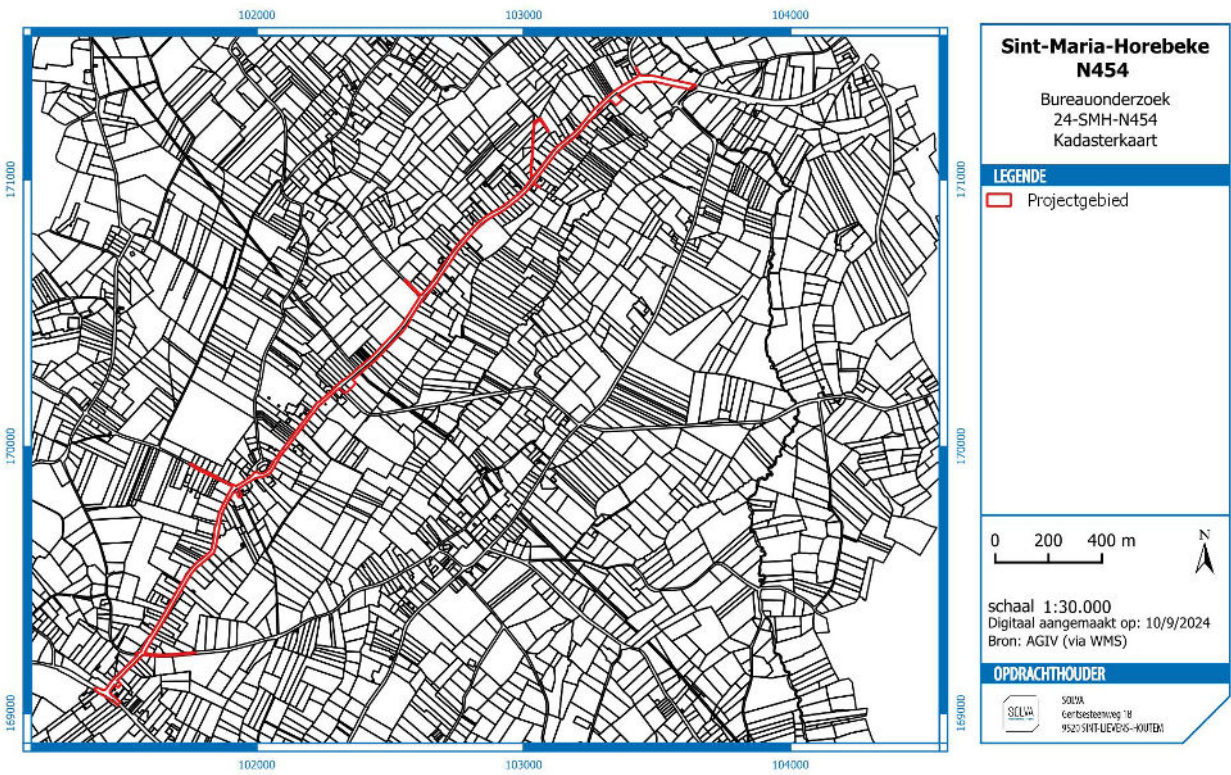 102000
103000
104000
171000
170000
169000
171000
170000
169000
102000
103000
104000
Sint-Maria-Horebeke
N454
Bureauonderzoek
24-SMH-N454
Kadasterkaart
LEGENDE
Projectgebied
0 200 400 m
N
schaal 1:30.000
Digitaal aangemaakt op: 10/9/2024
Bron: AGIV (via WMS)
OPDRACHTHOUDER
SOLVA
SOLVA
Gentsesteenweg 1B
9520 SINT-LIEVENS-HOUTEM